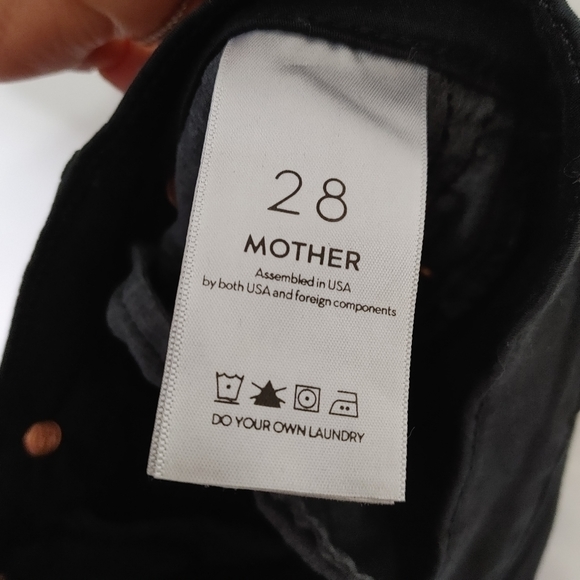 28
MOTHER
Assembled in USA
by both USA and foreign components
DO YOUR OWN LAUNDRY